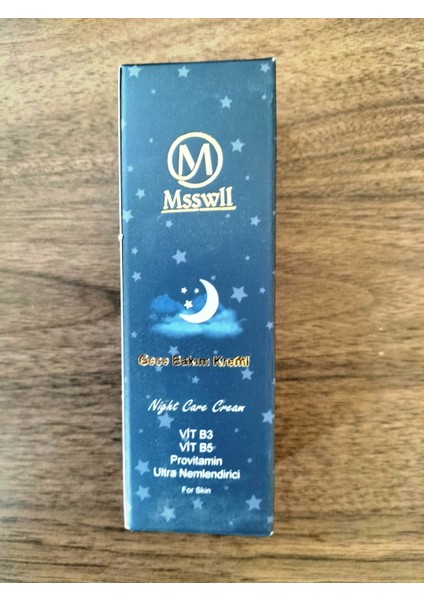 M
Msswll
Gece Bakım Kremi
Night Care Cream
VİT B3
VİT B5
Provitamin
Ultra Nemlendirici
For Skin